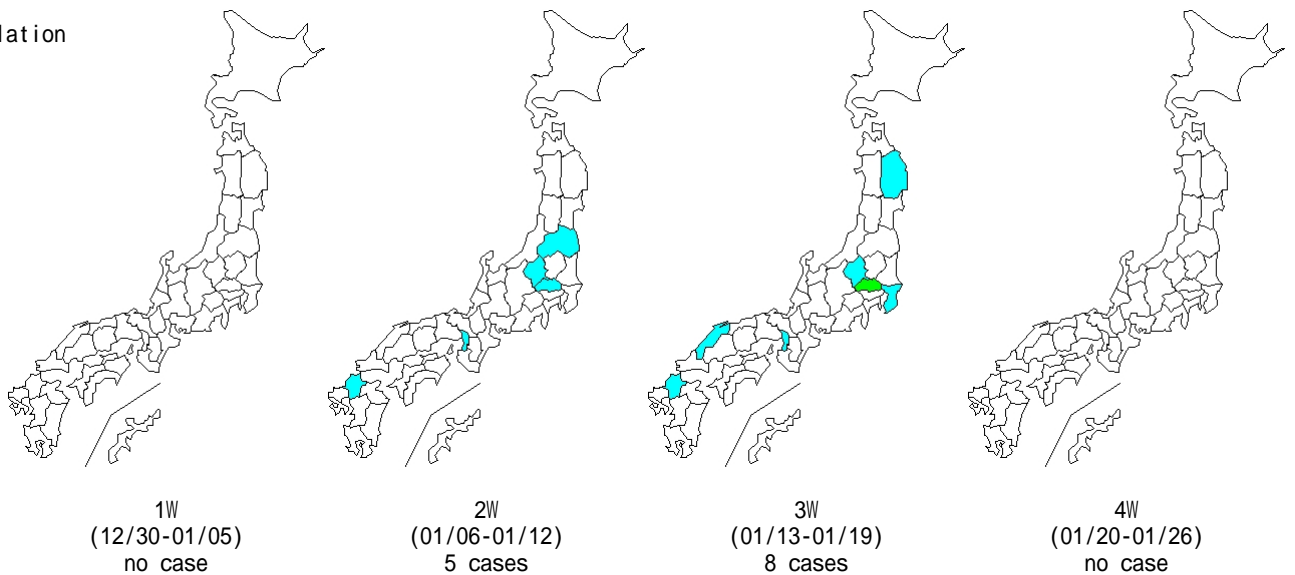 lation
1W
(12/30-01/05)
no case
2W
(01/06-01/12)
5 cases
3W
(01/13-01/19)
8 cases
4W
(01/20-01/26)
no case